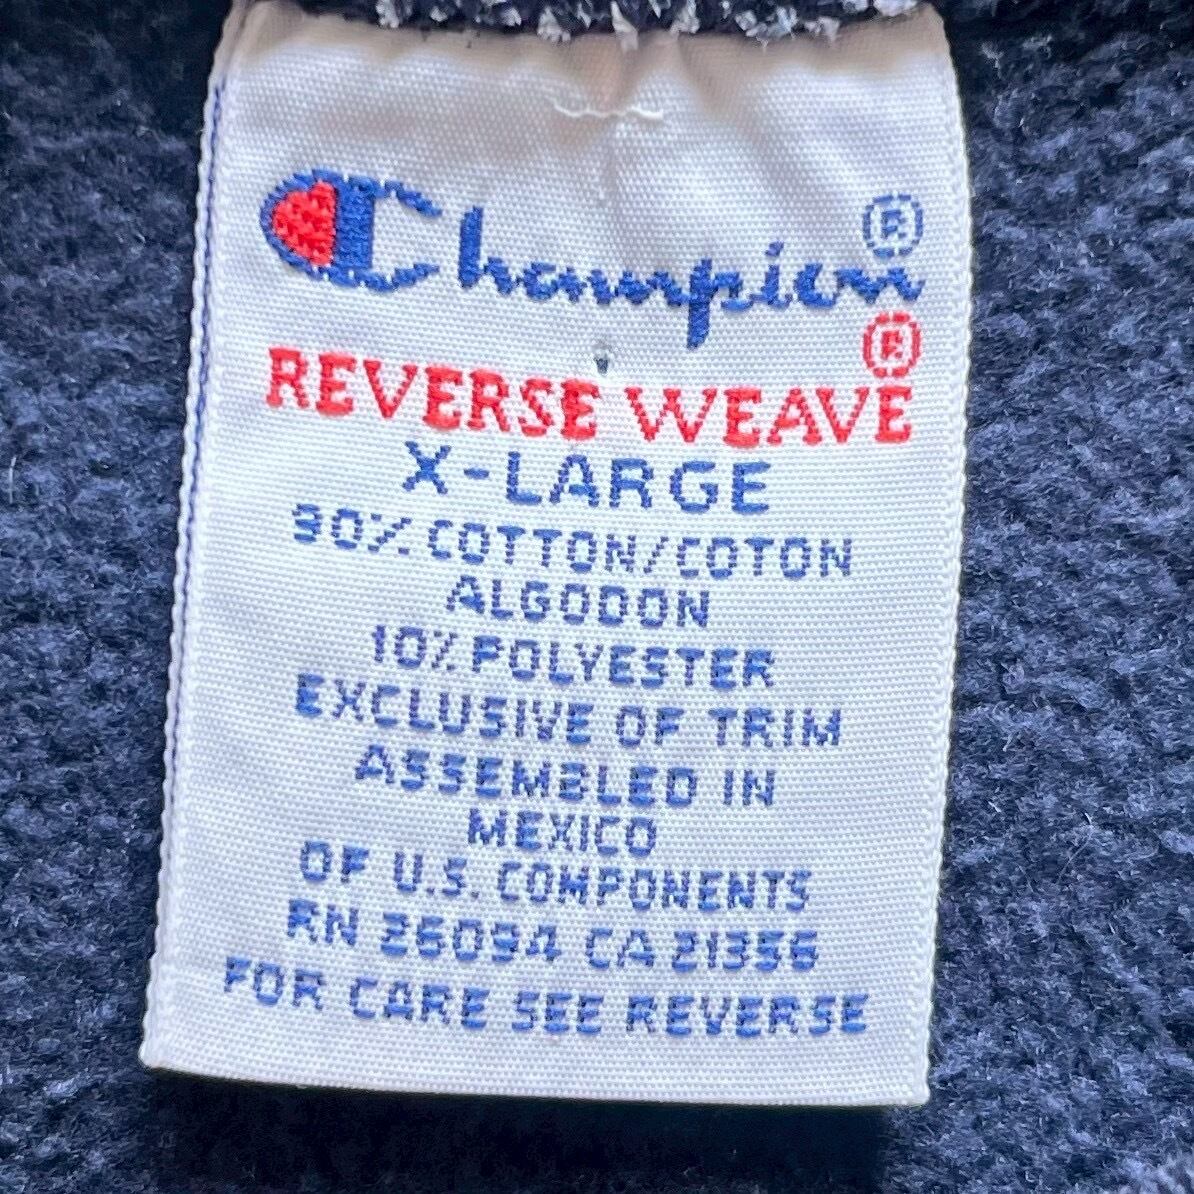 Champion®
REVERSE WEAVE®
X-LARGE
90% COTTON/COTON
ALGODON
10% POLYESTER
EXCLUSIVE OF TRIM
ASSEMBLED IN
MEXICO
OF U.S. COMPONENTS
RN 26094 CA 21356
FOR CARE SEE REVERSE